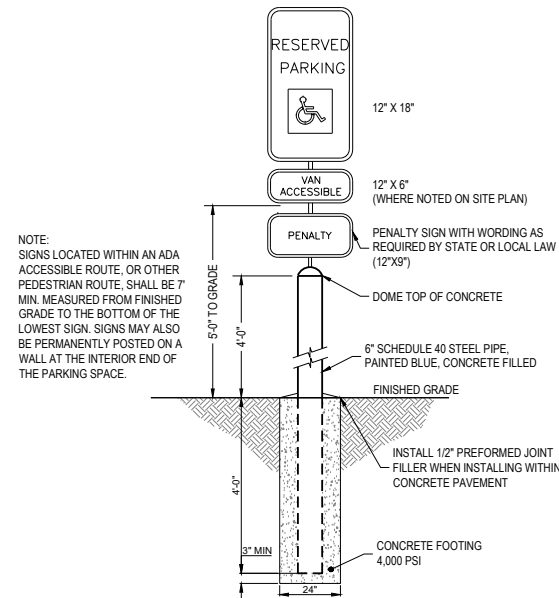 RESERVED
PARKING
12" X 18"
VAN
ACCESSIBLE
12" X 6"
(WHERE NOTED ON SITE PLAN)
PENALTY
PENALTY SIGN WITH WORDING AS
REQUIRED BY STATE OR LOCAL LAW
(12"X9")
NOTE:
SIGNS LOCATED WITHIN AN ADA
ACCESSIBLE ROUTE, OR OTHER
PEDESTRIAN ROUTE, SHALL BE 7'
MIN. MEASURED FROM FINISHED
GRADE TO THE BOTTOM OF THE
LOWEST SIGN. SIGNS MAY ALSO
BE PERMANENTLY POSTED ON A
WALL AT THE INTERIOR END OF
THE PARKING SPACE.
5'-0" TO GRADE
4'-0"
DOME TOP OF CONCRETE
6" SCHEDULE 40 STEEL PIPE,
PAINTED BLUE, CONCRETE FILLED
FINISHED GRADE
INSTALL 1/2" PREFORMED JOINT
FILLER WHEN INSTALLING WITHIN
CONCRETE PAVEMENT
4'-0"
3" MIN
CONCRETE FOOTING
4,000 PSI
24"